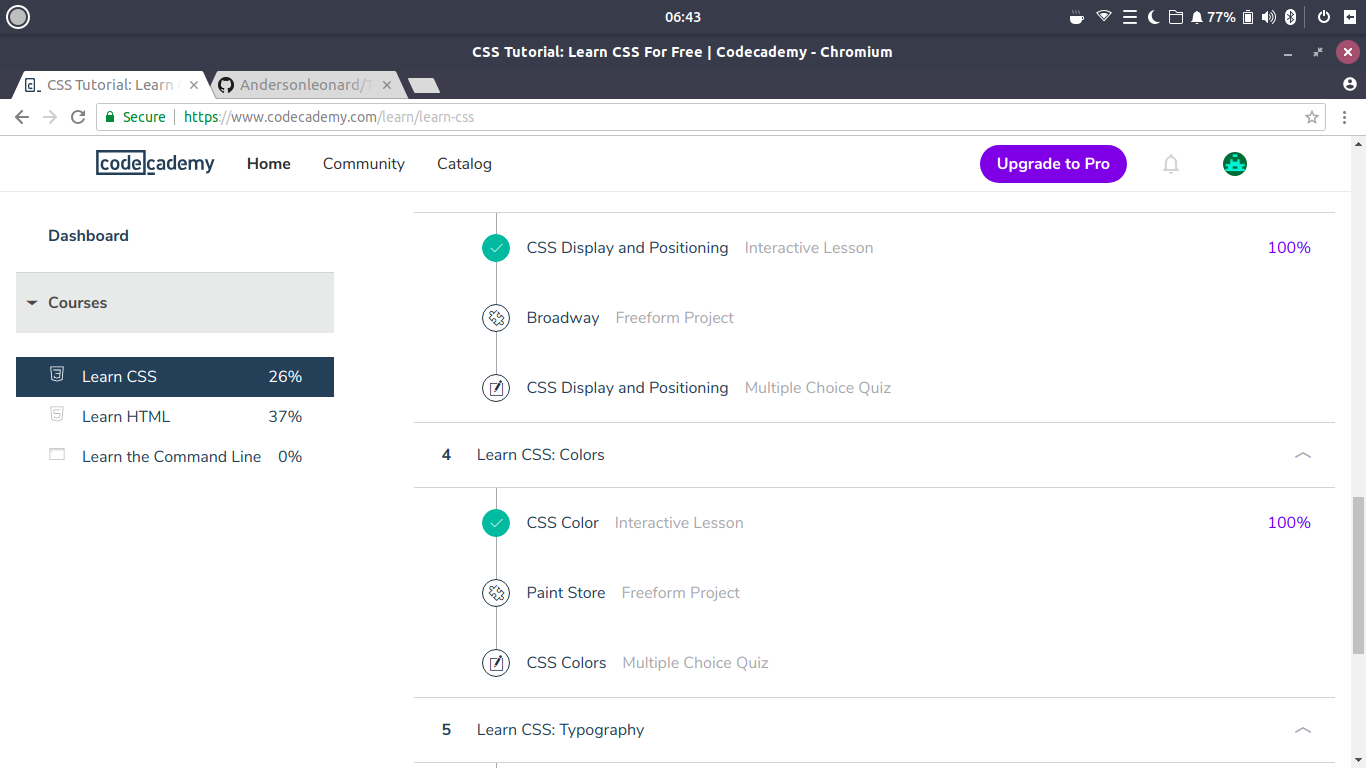 06:43
77%
CSS Tutorial: Learn CSS For Free | Codecademy - Chromium
CSS Tutorial: Learn
Andersonleonard/
Secure https://www.codecademy.com/learn/learn-css
codecademy Home Community Catalog Upgrade to Pro
Dashboard
Courses
Learn CSS 26%
Learn HTML 37%
Learn the Command Line 0%
CSS Display and Positioning Interactive Lesson 100%
Broadway Freeform Project
CSS Display and Positioning Multiple Choice Quiz
4 Learn CSS: Colors
CSS Color Interactive Lesson 100%
Paint Store Freeform Project
CSS Colors Multiple Choice Quiz
5 Learn CSS: Typography